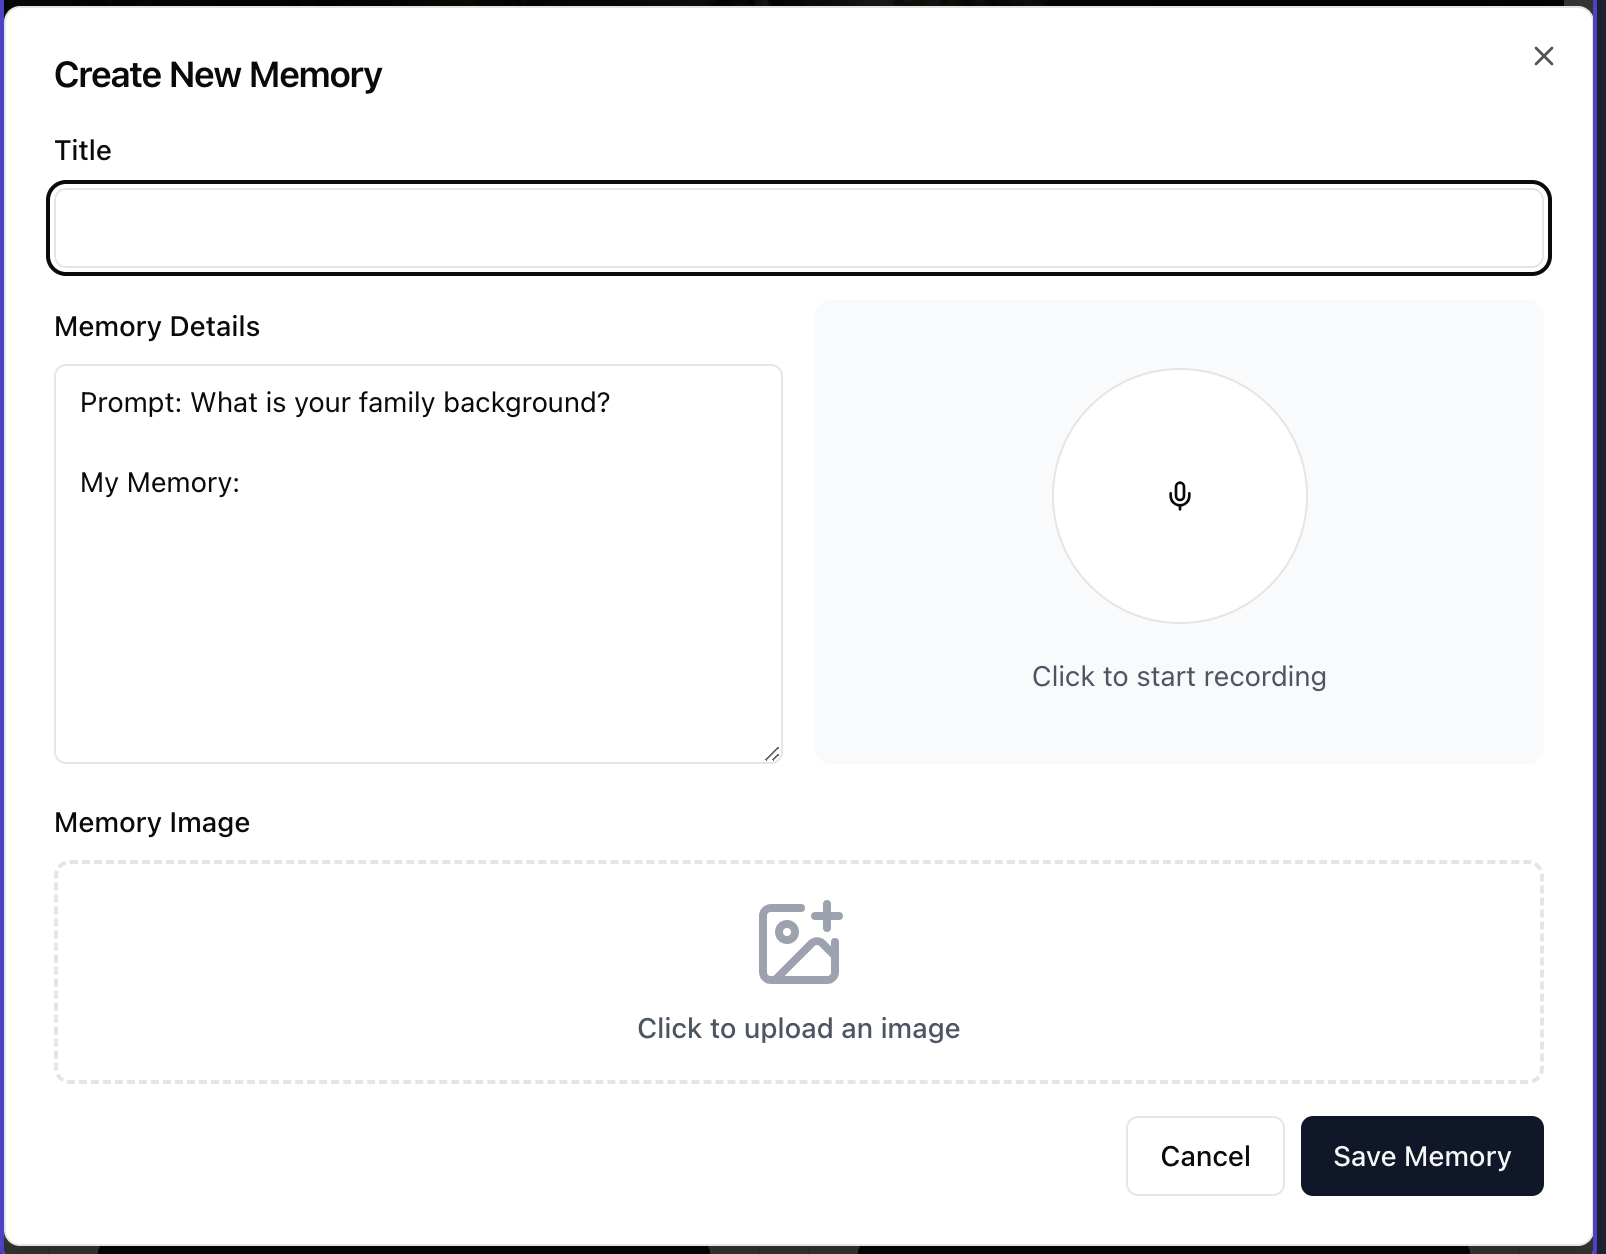 Create New Memory
Title
Memory Details
Prompt: What is your family background?
My Memory:
Click to start recording
Memory Image
Click to upload an image
Cancel
Save Memory